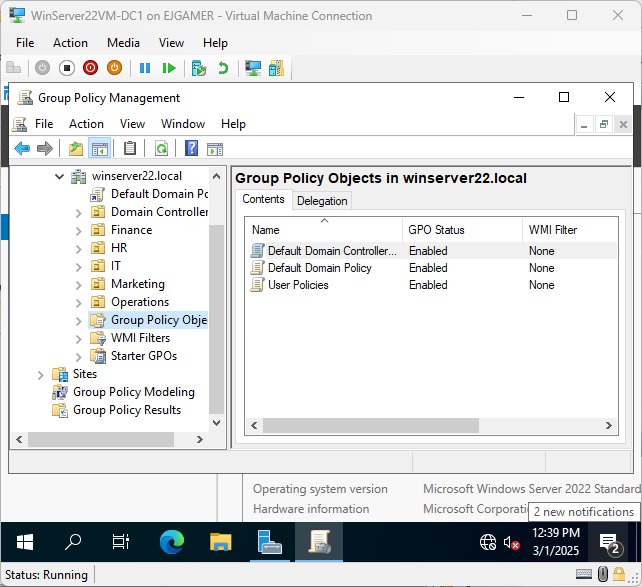 WinServer22VM-DC1 on EJGAMER - Virtual Machine Connection
File Action Media View Help
Group Policy Management
File Action View Window Help
winserver22.local
Default Domain Po
Domain Controller
Finance
HR
IT
Marketing
Operations
Group Policy Obje
WMI Filters
Starter GPOs
Sites
Group Policy Modeling
Group Policy Results
Group Policy Objects in winserver22.local
Contents Delegation
Name GPO Status WMI Filter
Default Domain Controller... Enabled None
Default Domain Policy Enabled None
User Policies Enabled None
Operating system version Microsoft Windows Server 2022 Standard
Hardware information Microsoft Corporati
2 new notifications
12:39 PM
3/1/2025
2
Status: Running